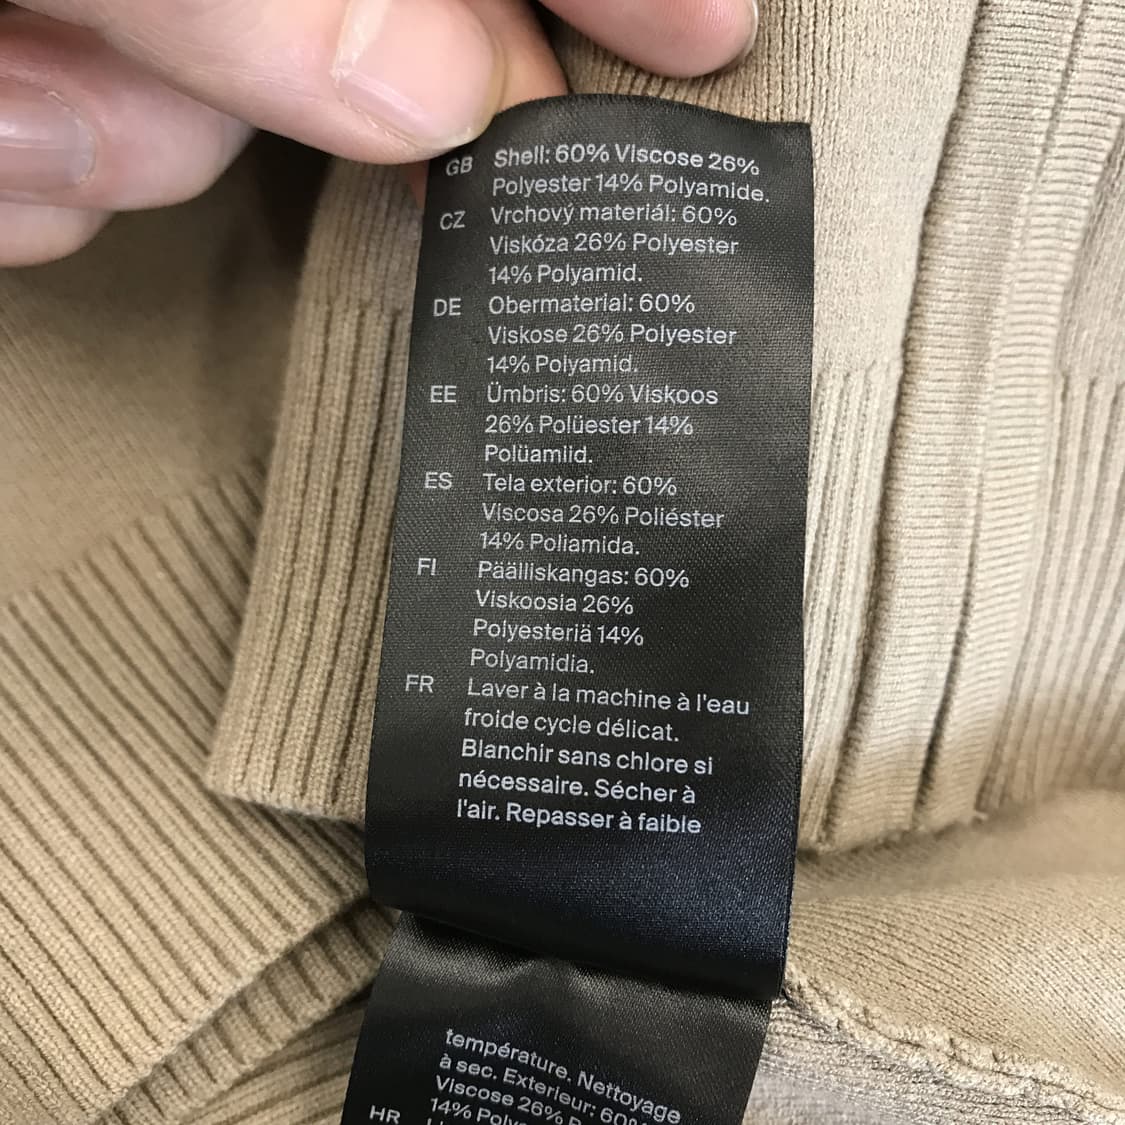 GB Shell: 60% Viscose 26%
Polyester 14% Polyamide.
CZ Vrchový materiál: 60%
Viskóza 26% Polyester
14% Polyamid.
DE Obermaterial: 60%
Viskose 26% Polyester
14% Polyamid.
EE Ümbris: 60% Viskoos
26% Polüester 14%
Polüamiid.
ES Tela exterior: 60%
Viscosa 26% Poliéster
14% Poliamida.
FI Päälliskangas: 60%
Viskoosia 26%
Polyesteriä 14%
Polyamidia.
FR Laver à la machine à l'eau
froide cycle délicat.
Blanchir sans chlore si
nécessaire. Sécher à
l'air. Repasser à faible
température. Nettoyage
à sec. Exterieur: 60%
Viscose 26%
14%
HR